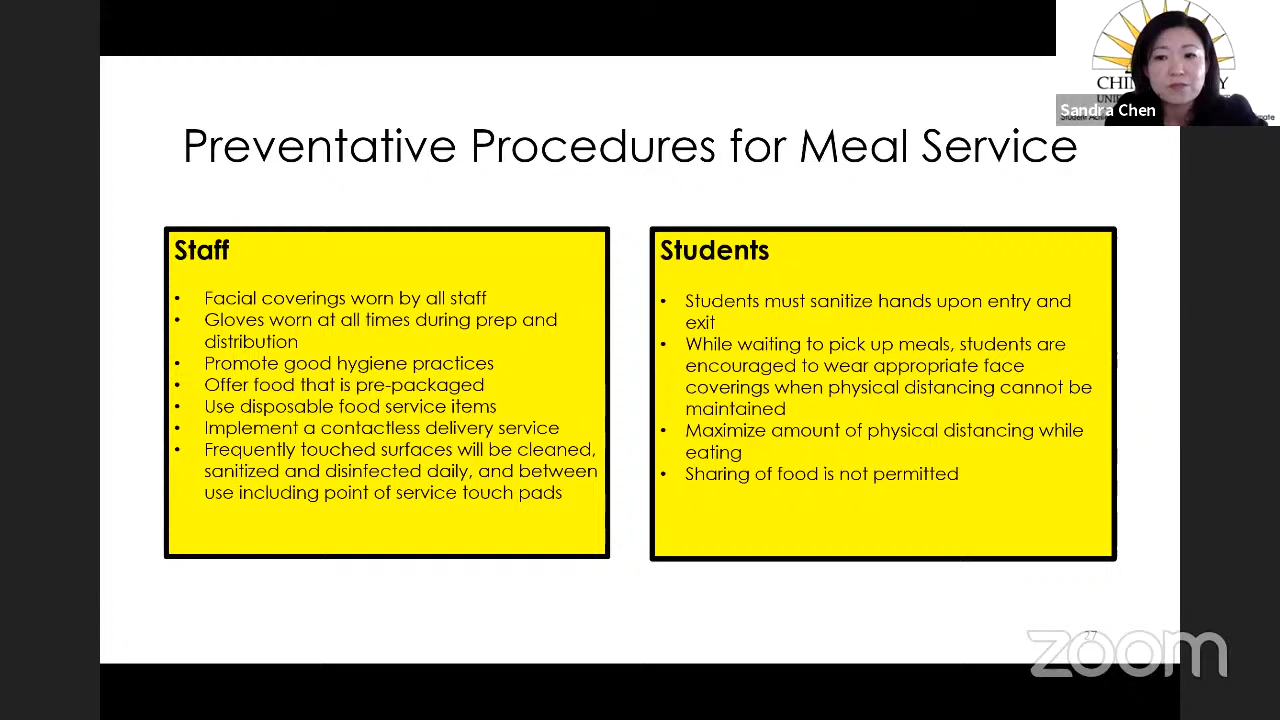 Preventative Procedures for Meal Service
Staff
• Facial coverings worn by all staff
• Gloves worn at all times during prep and
distribution
• Promote good hygiene practices
• Offer food that is pre-packaged
• Use disposable food service items
• Implement a contactless delivery service
• Frequently touched surfaces will be cleaned,
sanitized and disinfected daily, and between
use including point of service touch pads
Students
• Students must sanitize hands upon entry and
exit
• While waiting to pick up meals, students are
encouraged to wear appropriate face
coverings when physical distancing cannot be
maintained
• Maximize amount of physical distancing while
eating
• Sharing of food is not permitted
Sandra Chen
27
zoom